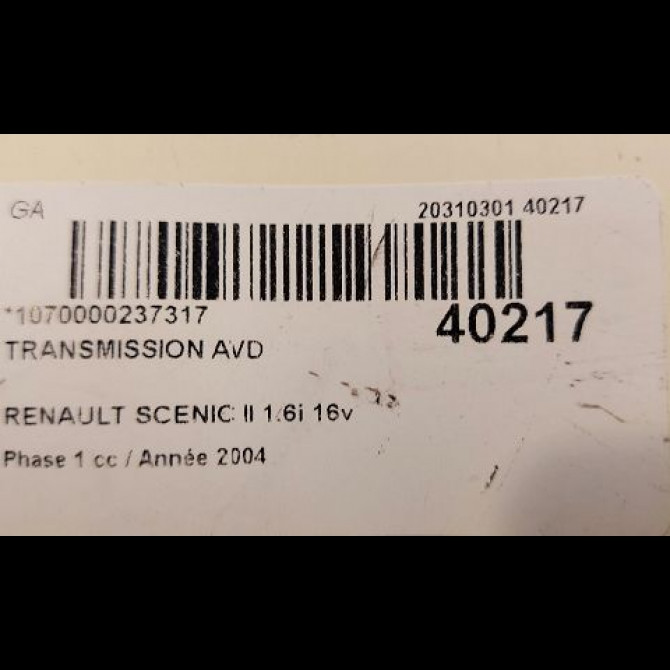 GA 20310301 40217
*1070000237317 40217
TRANSMISSION AVD
RENAULT SCENIC II 1.6i 16v
Phase 1 cc / Année 2004